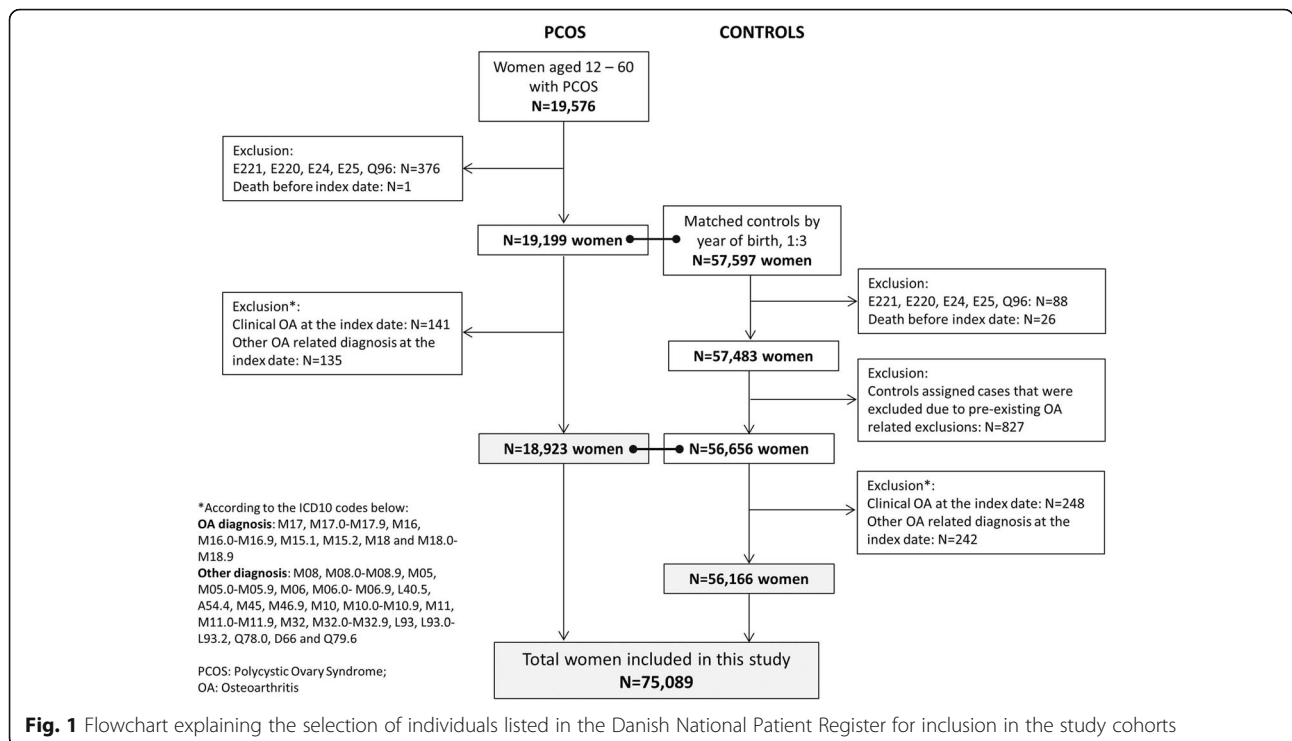 PCOS
CONTROLS
Women aged 12 – 60
with PCOS
N=19,576
Exclusion:
E221, E220, E24, E25, Q96: N=376
Death before index date: N=1
N=19,199 women
Matched controls by
year of birth, 1:3
N=57,597 women
Exclusion:
E221, E220, E24, E25, Q96: N=88
Death before index date: N=26
Exclusion*:
Clinical OA at the index date: N=141
Other OA related diagnosis at the
index date: N=135
N=57,483 women
Exclusion:
Controls assigned cases that were
excluded due to pre-existing OA
related exclusions: N=827
N=18,923 women
N=56,656 women
Exclusion*:
Clinical OA at the index date: N=248
Other OA related diagnosis at the
index date: N=242
*According to the ICD10 codes below:
OA diagnosis: M17, M17.0-M17.9, M16,
M16.0-M16.9, M15.1, M15.2, M18 and M18.0-
M18.9
Other diagnosis: M08, M08.0-M08.9, M05,
M05.0-M05.9, M06, M06.0- M06.9, L40.5,
A54.4, M45, M46.9, M10, M10.0-M10.9, M11,
M11.0-M11.9, M32, M32.0-M32.9, L93, L93.0-
L93.2, Q78.0, D66 and Q79.6
PCOS: Polycystic Ovary Syndrome;
OA: Osteoarthritis
N=56,166 women
Total women included in this study
N=75,089
Fig. 1 Flowchart explaining the selection of individuals listed in the Danish National Patient Register for inclusion in the study cohorts